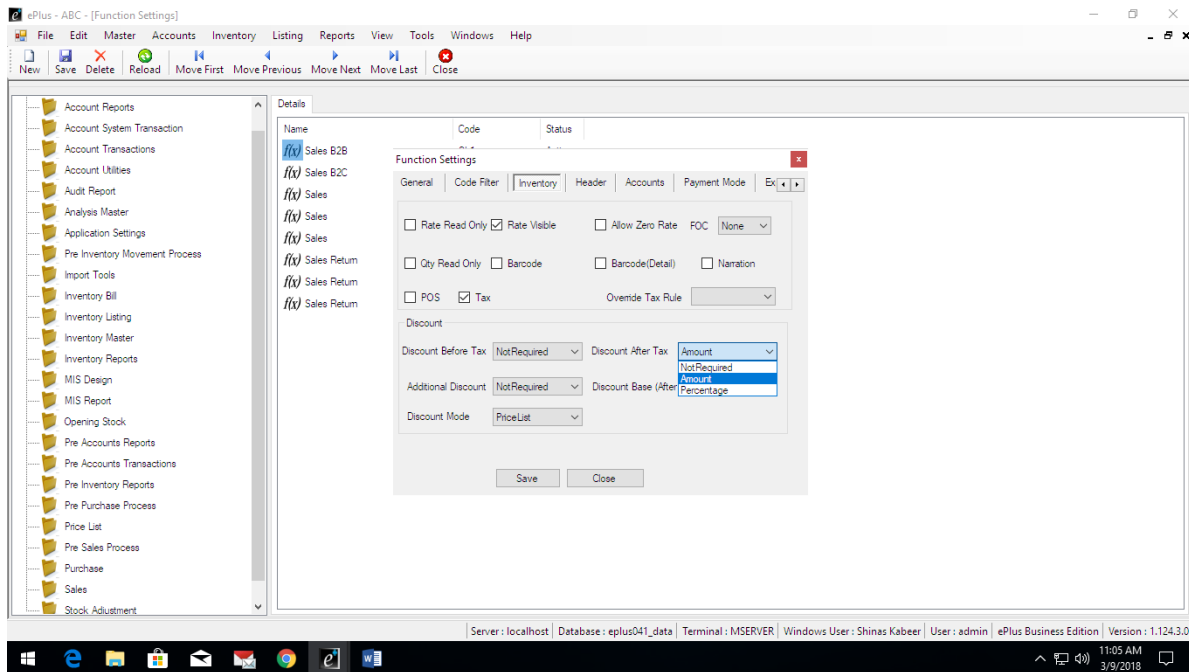 ePlus - ABC - [Function Settings]
File Edit Master Accounts Inventory Listing Reports View Tools Windows Help
New Save Delete Reload Move First Move Previous Move Next Move Last Close
Account Reports
Account System Transaction
Account Transactions
Account Utilities
Audit Report
Analysis Master
Application Settings
Pre Inventory Movement Process
Import Tools
Inventory Bill
Inventory Listing
Inventory Master
Inventory Reports
MIS Design
MIS Report
Opening Stock
Pre Accounts Reports
Pre Accounts Transactions
Pre Inventory Reports
Pre Purchase Process
Price List
Pre Sales Process
Purchase
Sales
Stock Adjustment
Details
Name Code Status
f(x) Sales B2B
f(x) Sales B2C
f(x) Sales
f(x) Sales
f(x) Sales
f(x) Sales Return
f(x) Sales Return
f(x) Sales Return
Function Settings
General Code Filter Inventory Header Accounts Payment Mode Ex
Rate Read Only Rate Visible Allow Zero Rate FOC None
Qty Read Only Barcode Barcode(Detail) Narration
POS Tax Override Tax Rule
Discount
Discount Before Tax NotRequired Discount After Tax Amount
NotRequired
Amount
Percentage
Additional Discount NotRequired Discount Base (After
Discount Mode PriceList
Save Close
Server : localhost Database : eplus041_data Terminal : MSERVER Windows User : Shinas Kabeer User : admin ePlus Business Edition Version : 1.124.3.0
11:05 AM
3/9/2018